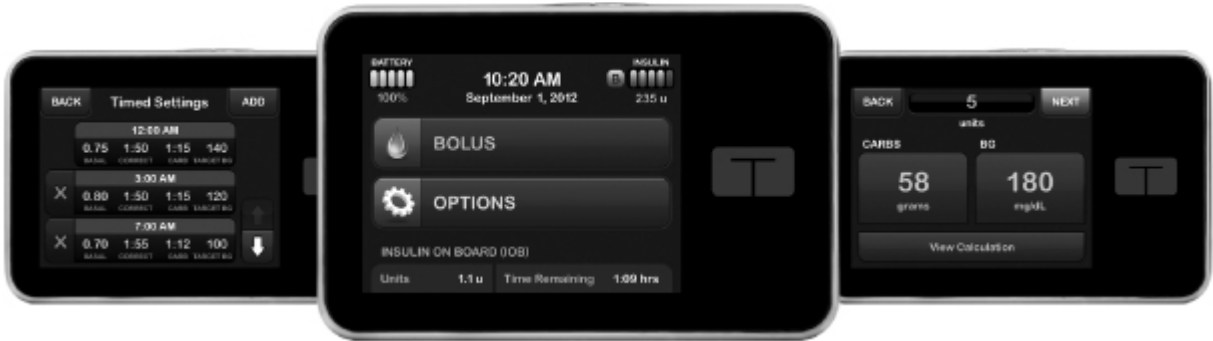 BACK Timed Settings ADD
12:00 AM
0.75 1:50 1:15 140
BASAL CORRECT CARB TARGET BG
3:00 AM
0.80 1:50 1:15 120
BASAL CORRECT CARB TARGET BG
7:00 AM
0.70 1:55 1:12 100
BASAL CORRECT CARB TARGET BG
BATTERY 10:20 AM INSULIN
100% September 1, 2012 B 235 u
BOLUS
OPTIONS
INSULIN ON BOARD (IOB)
Units 1.1 u Time Remaining 1:09 hrs
BACK 5 NEXT
units
CARBS BG
58 180
grams mg/dL
View Calculation